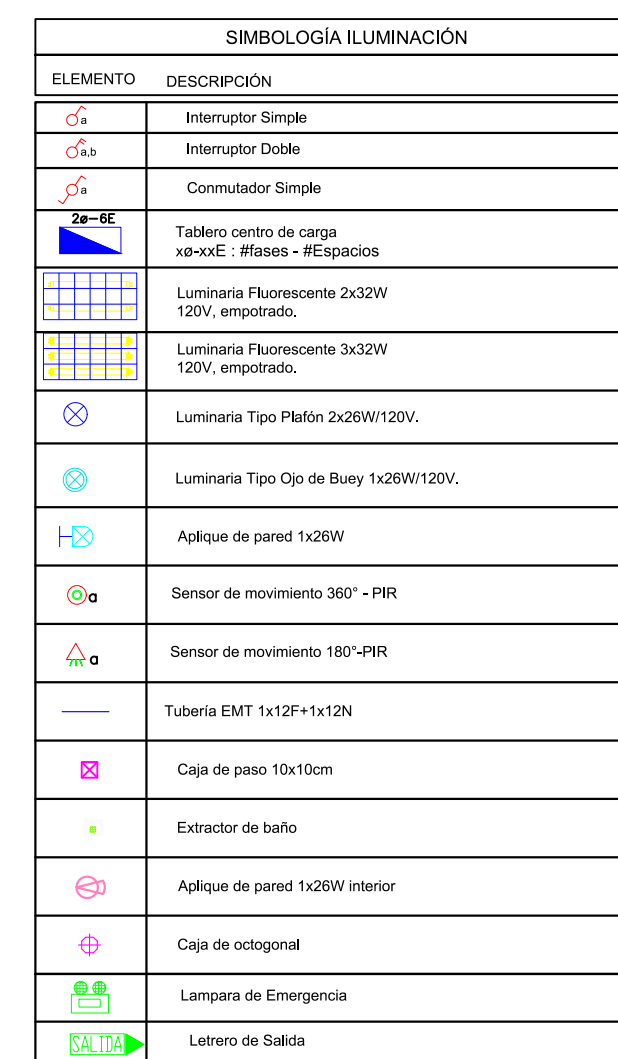 SIMBOLOGÍA ILUMINACIÓN
ELEMENTO DESCRIPCIÓN
a Interruptor Simple
a,b Interruptor Doble
a Conmutador Simple
2ø-6E
Tablero centro de carga
xø-xxE : #fases - #Espacios
Luminaria Fluorescente 2x32W
120V, empotrado.
Luminaria Fluorescente 3x32W
120V, empotrado.
Luminaria Tipo Plafón 2x26W/120V.
Luminaria Tipo Ojo de Buey 1x26W/120V.
Aplique de pared 1x26W
a Sensor de movimiento 360° - PIR
a Sensor de movimiento 180°-PIR
Tubería EMT 1x12F+1x12N
Caja de paso 10x10cm
Extractor de baño
Aplique de pared 1x26W interior
Caja de octogonal
Lampara de Emergencia
SALIDA Letrero de Salida